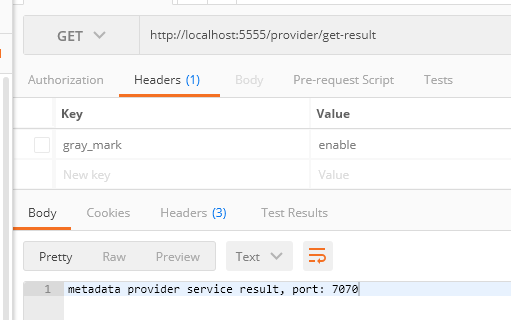 GET http://localhost:5555/provider/get-result
Authorization Headers (1) Body Pre-request Script Tests
Key Value
gray_mark enable
New key Value
Body Cookies Headers (3) Test Results
Pretty Raw Preview Text
1 metadata provider service result, port: 7070